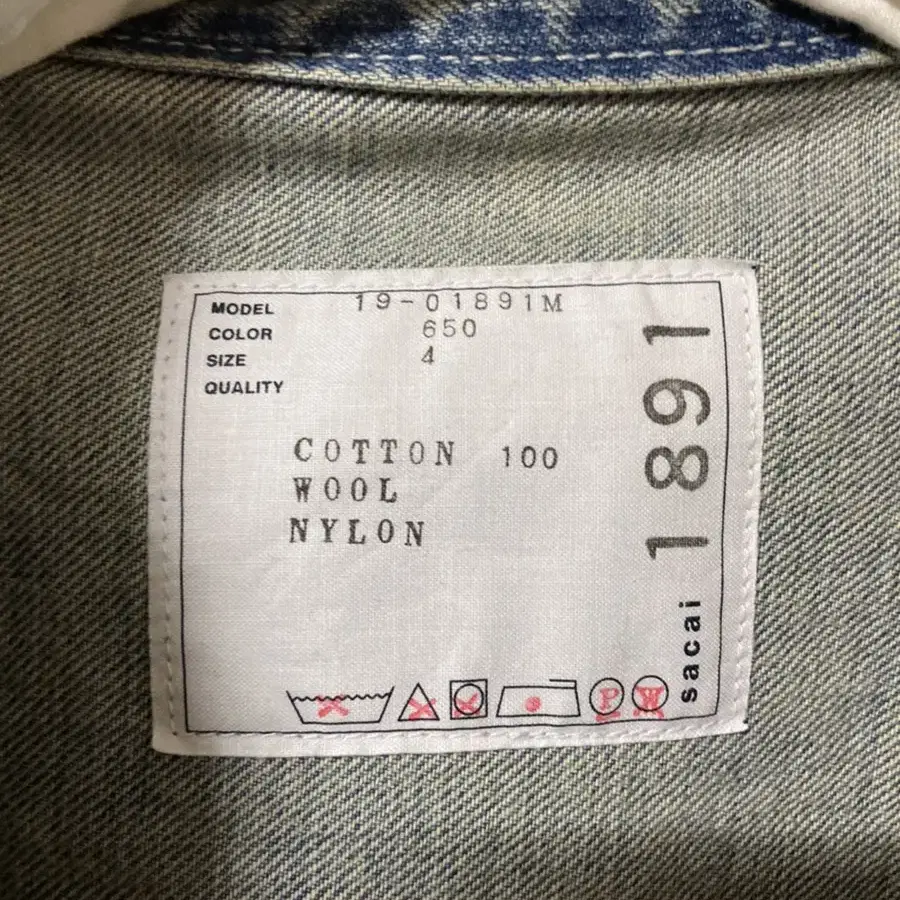 MODEL 19-01891M
COLOR 650
SIZE 4
QUALITY
COTTON 100
WOOL
NYLON
P W
1891
sacai